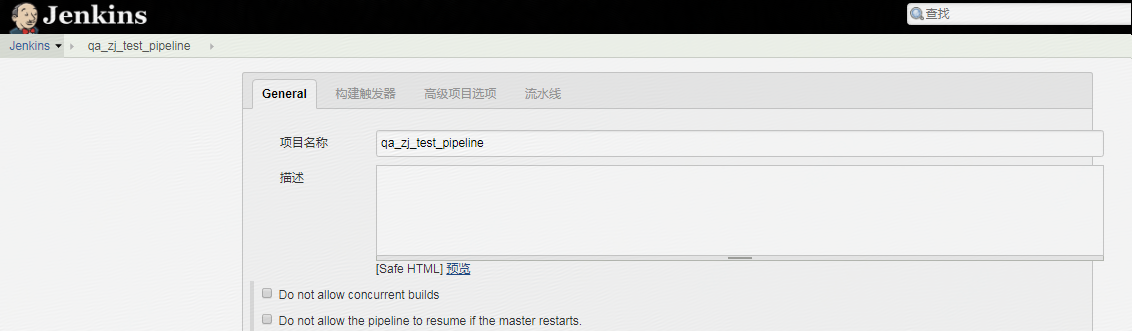 Jenkins
查找
Jenkins qa_zj_test_pipeline
General 构建触发器 高级项目选项 流水线
项目名称 qa_zj_test_pipeline
描述
[Safe HTML] 预览
Do not allow concurrent builds
Do not allow the pipeline to resume if the master restarts.